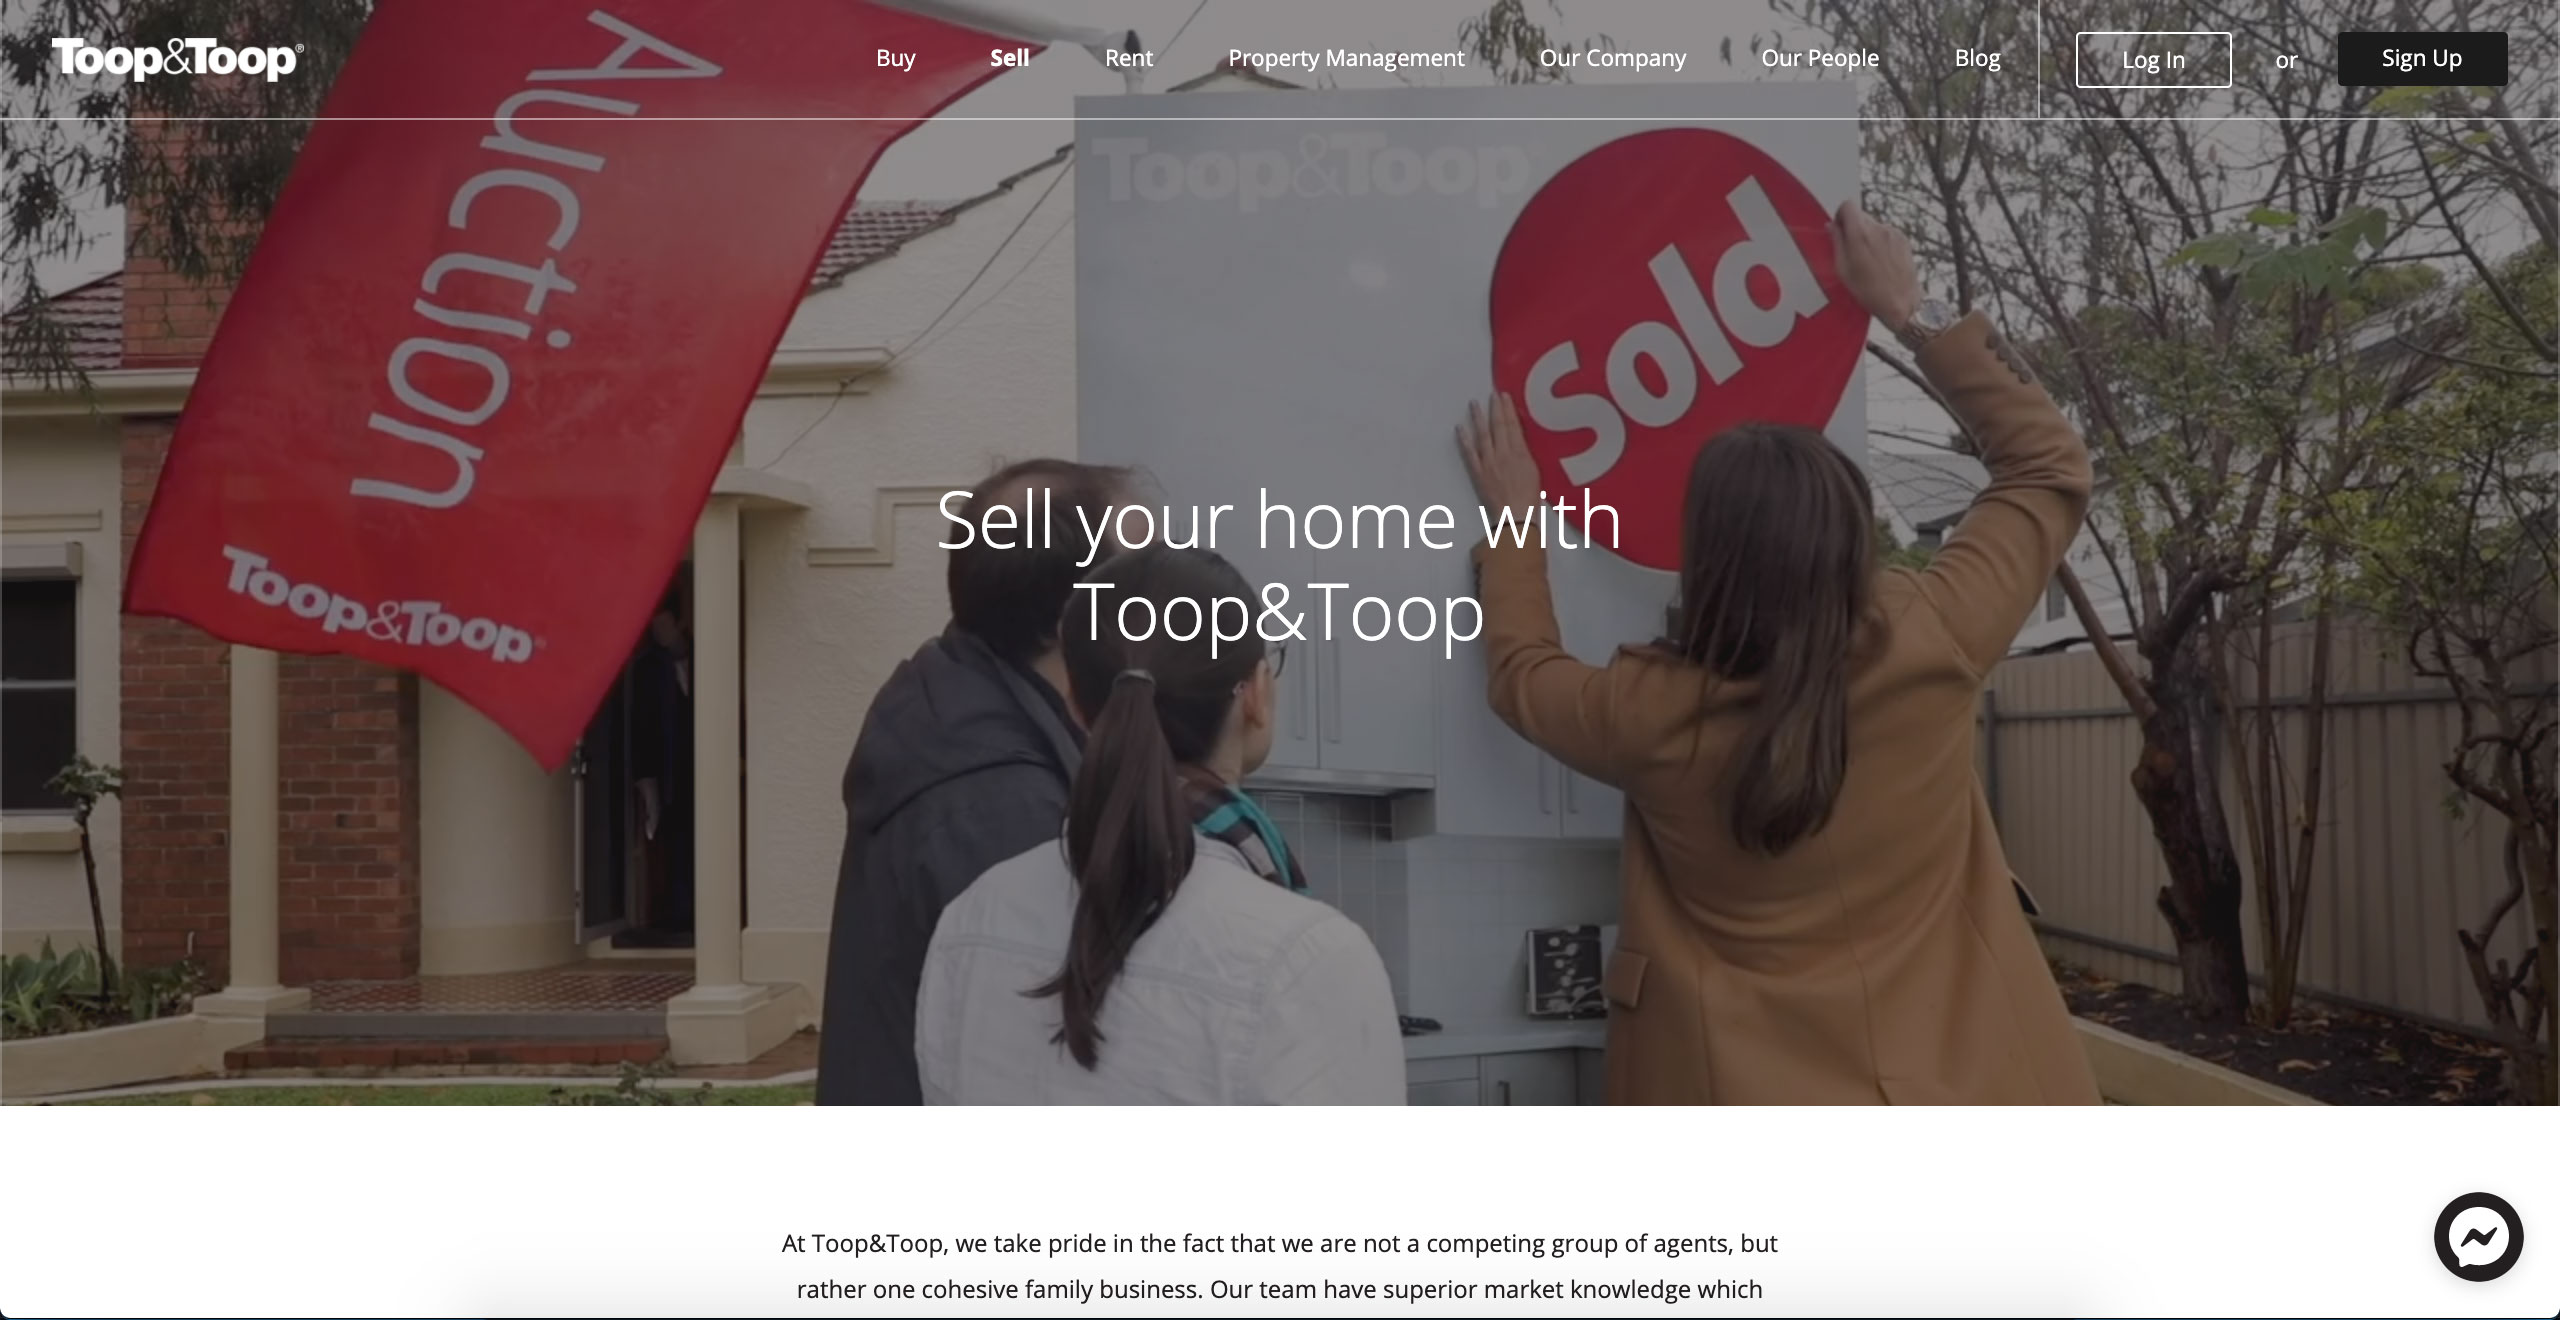 Toop&Toop®
Buy
Sell
Rent
Property Management
Our Company
Our People
Blog
Log In
or
Sign Up
Auction
Toop&Toop
Toop&Toop
Sold
Sell your home with
Toop&Toop
At Toop&Toop, we take pride in the fact that we are not a competing group of agents, but
rather one cohesive family business. Our team have superior market knowledge which